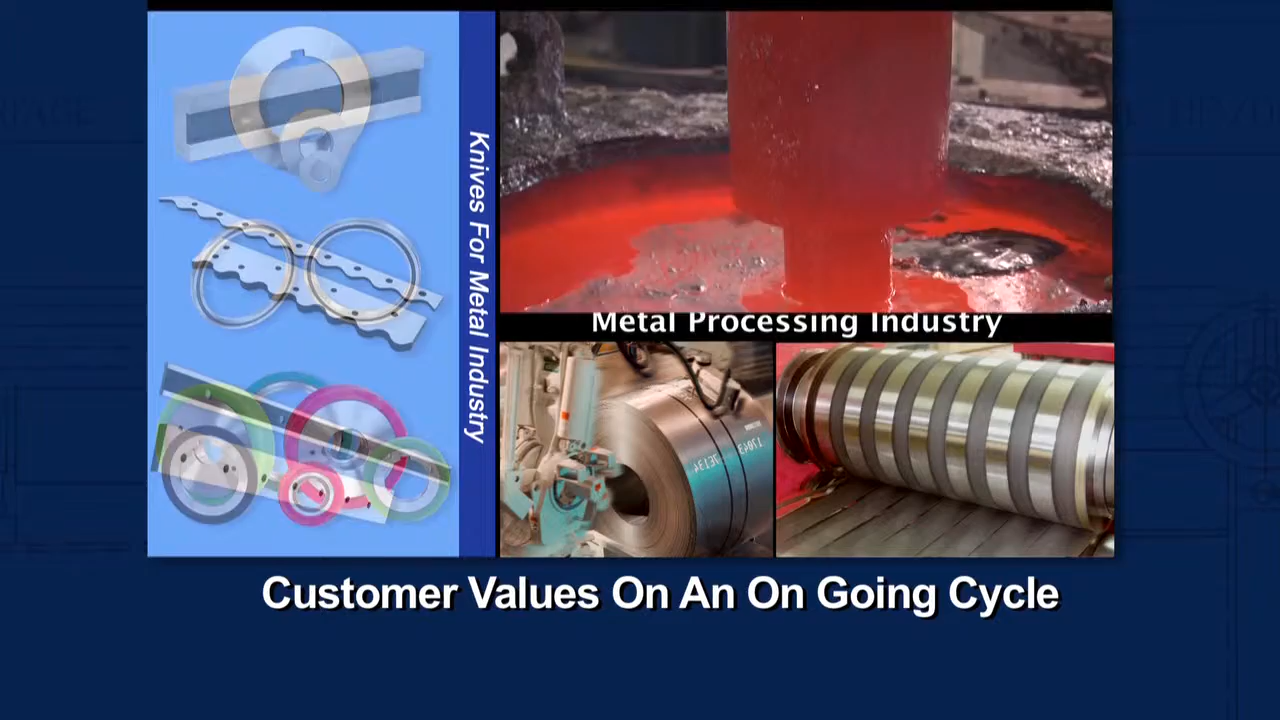 Knives For Metal Industry
Metal Processing Industry
Customer Values On An On Going Cycle